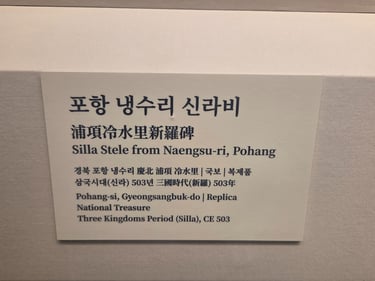 포항 냉수리 신라비
浦項冷水里新羅碑
Silla Stele from Naengsu-ri, Pohang
경북 포항 냉수리 慶北 浦項 冷水里 | 국보 | 복제품
삼국시대(신라) 503년 三國時代(新羅) 503年
Pohang-si, Gyeongsangbuk-do | Replica
National Treasure
Three Kingdoms Period (Silla), CE 503